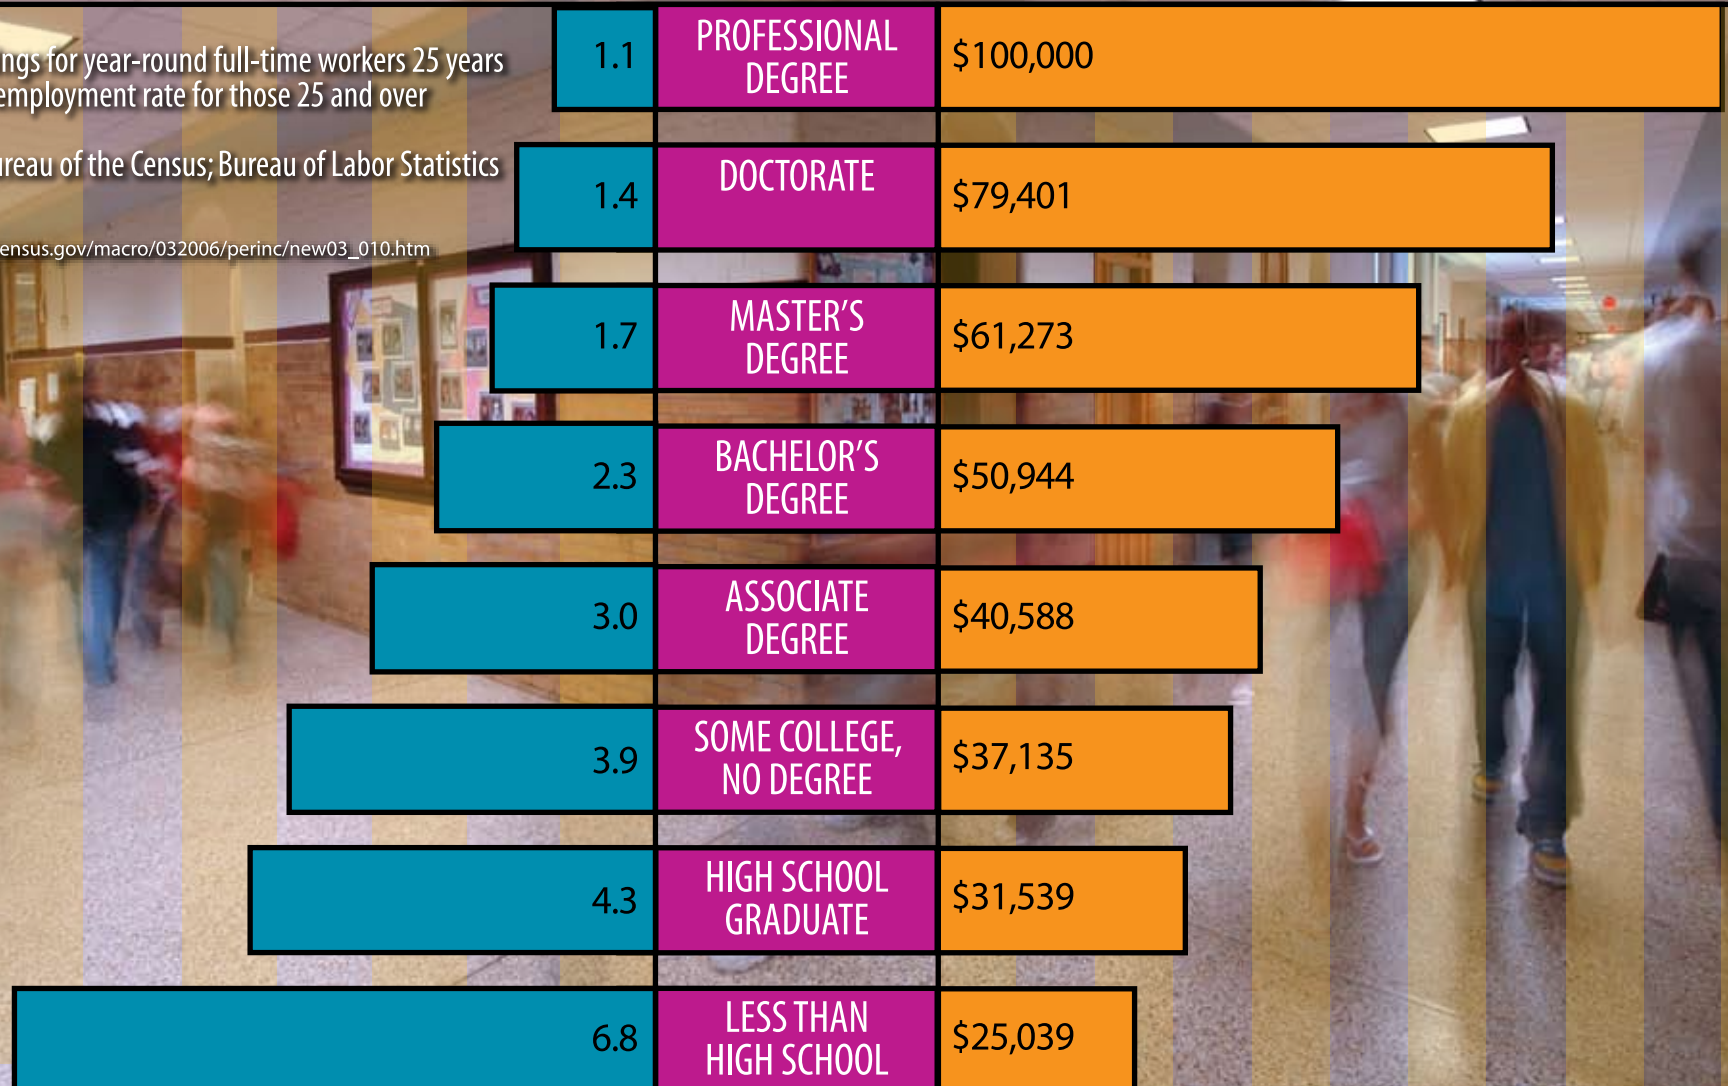 ngs for year-round full-time workers 25 years
employment rate for those 25 and over
ureau of the Census; Bureau of Labor Statistics
ensus.gov/macro/032006/perinc/new03_010.htm
1.1
PROFESSIONAL
DEGREE
$100,000
1.4
DOCTORATE
$79,401
1.7
MASTER'S
DEGREE
$61,273
2.3
BACHELOR'S
DEGREE
$50,944
3.0
ASSOCIATE
DEGREE
$40,588
3.9
SOME COLLEGE,
NO DEGREE
$37,135
4.3
HIGH SCHOOL
GRADUATE
$31,539
6.8
LESS THAN
HIGH SCHOOL
$25,039